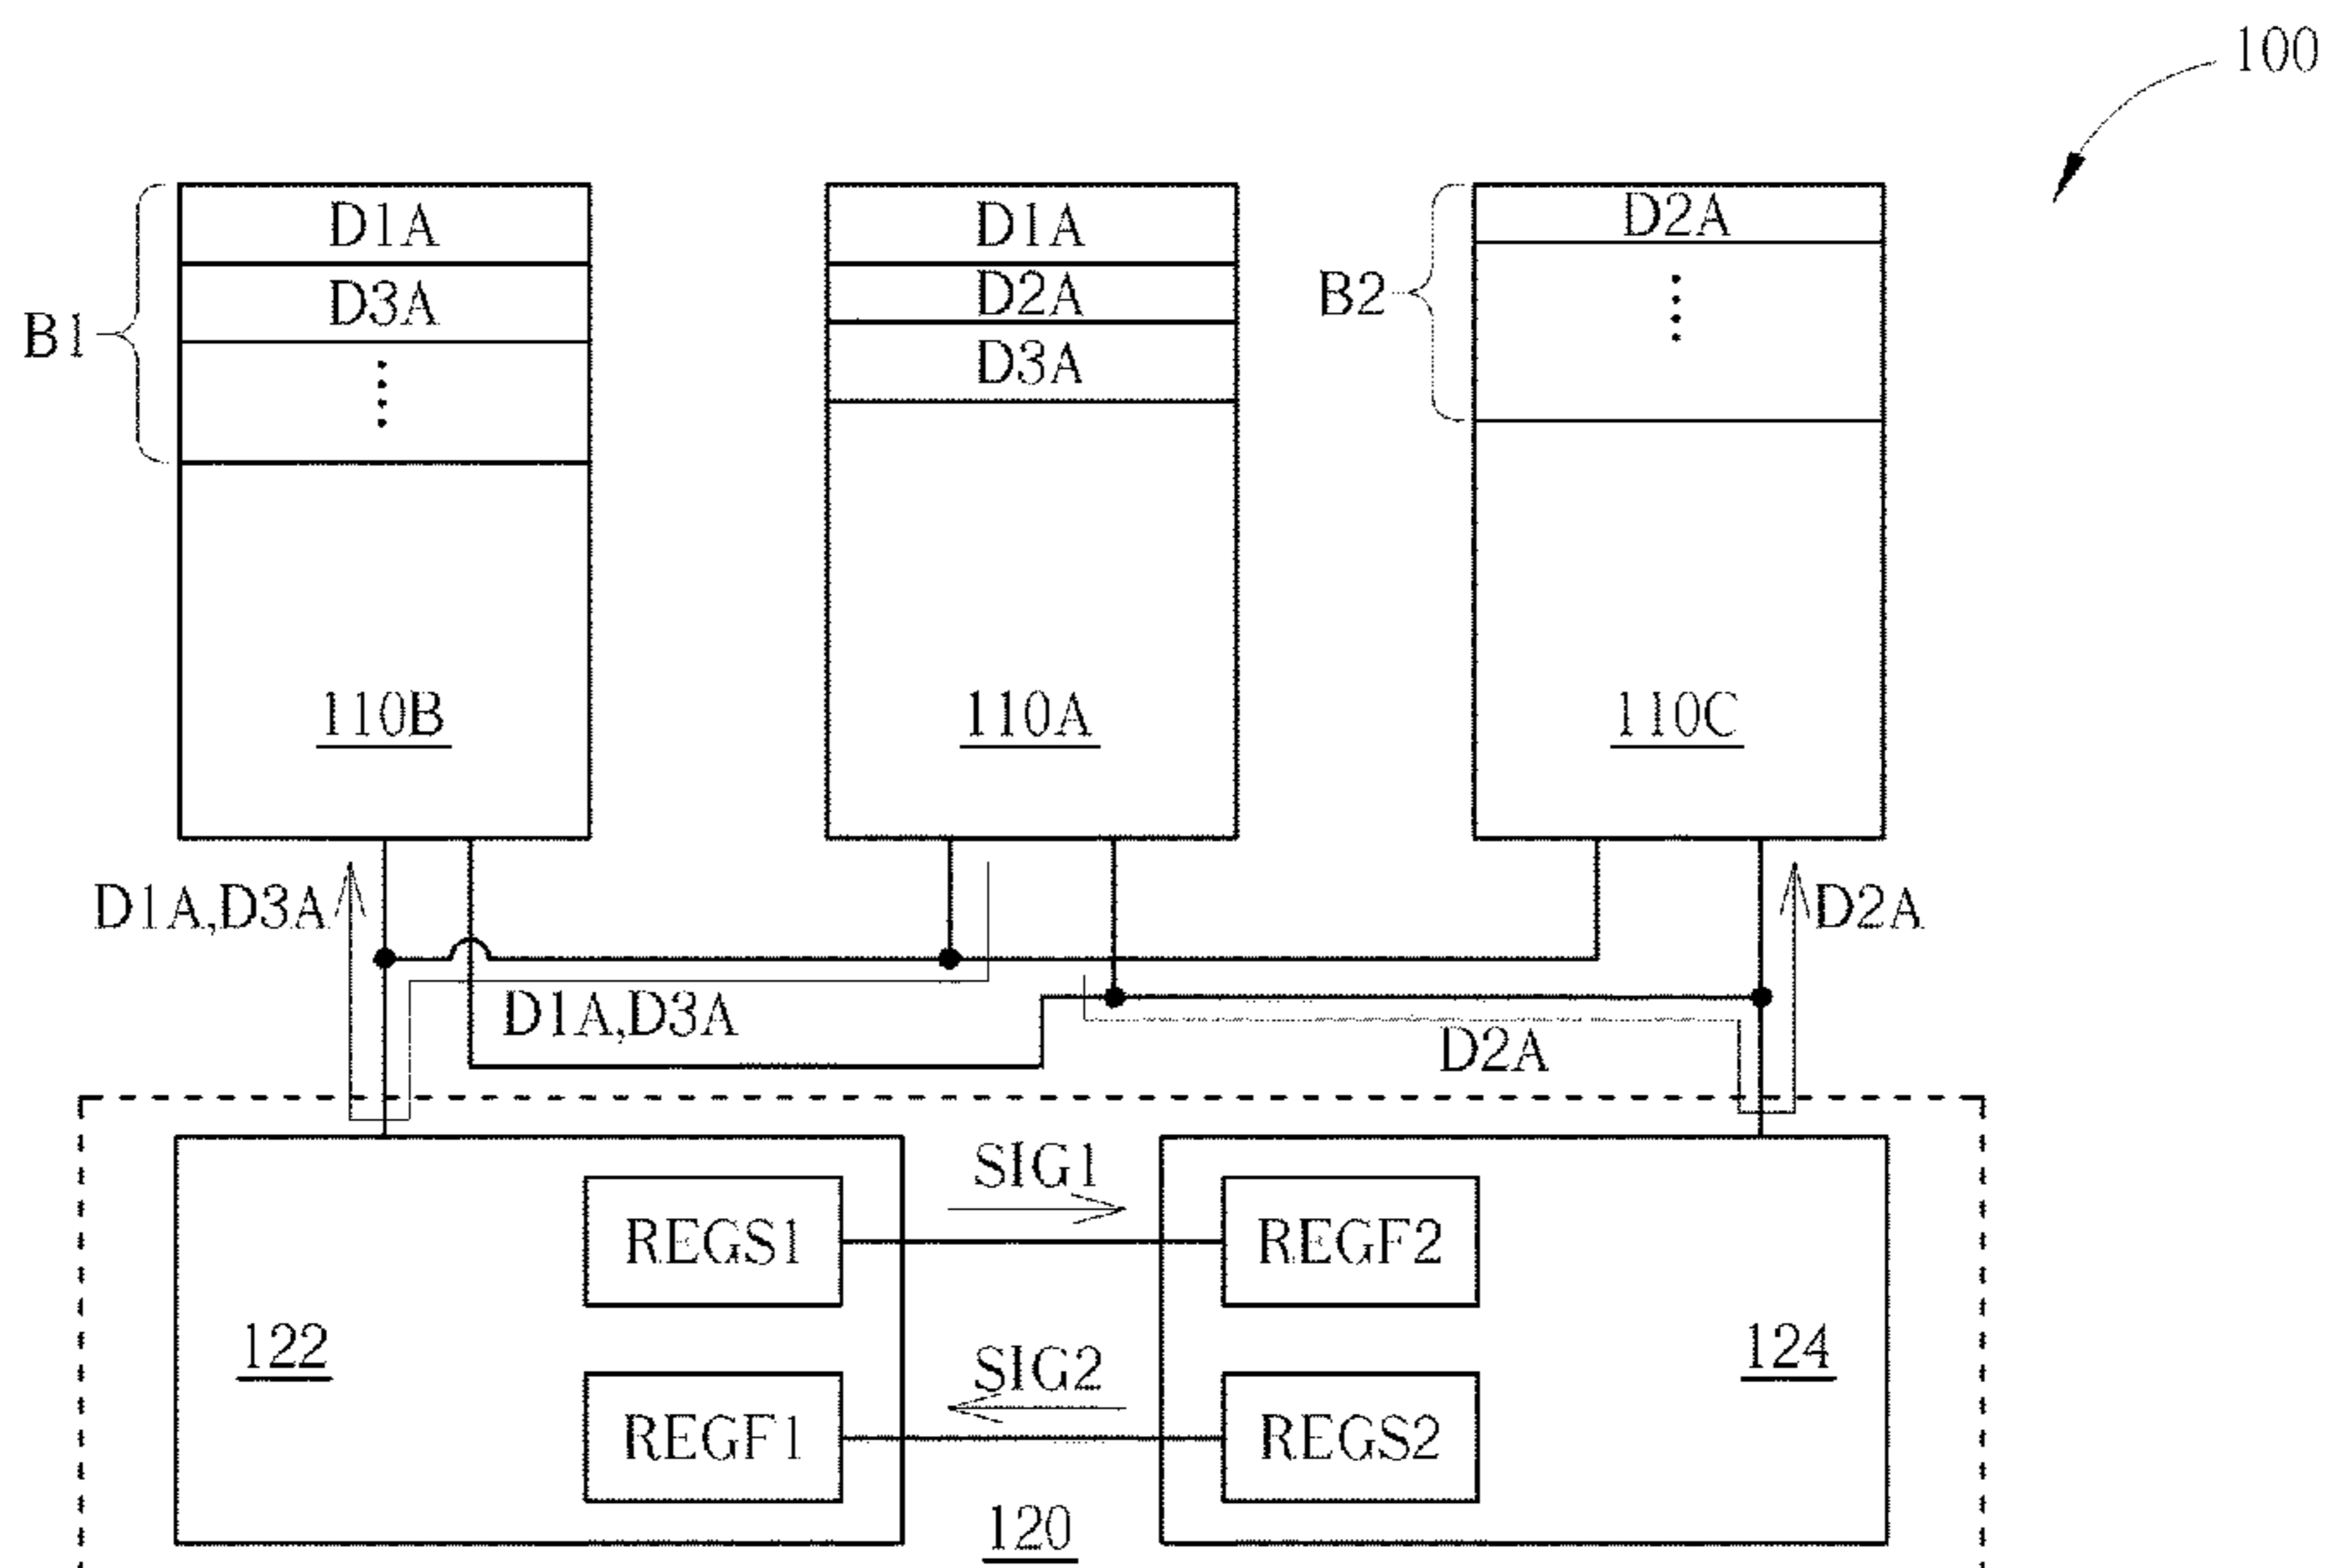 100
D1A
D3A
B1
110B
D1A
D2A
D3A
110A
D2A
B2
110C
D1A,D3A
D1A,D3A
D2A
D2A
SIG1
REGS1
REGF2
122
124
SIG2
REGF1
REGS2
120